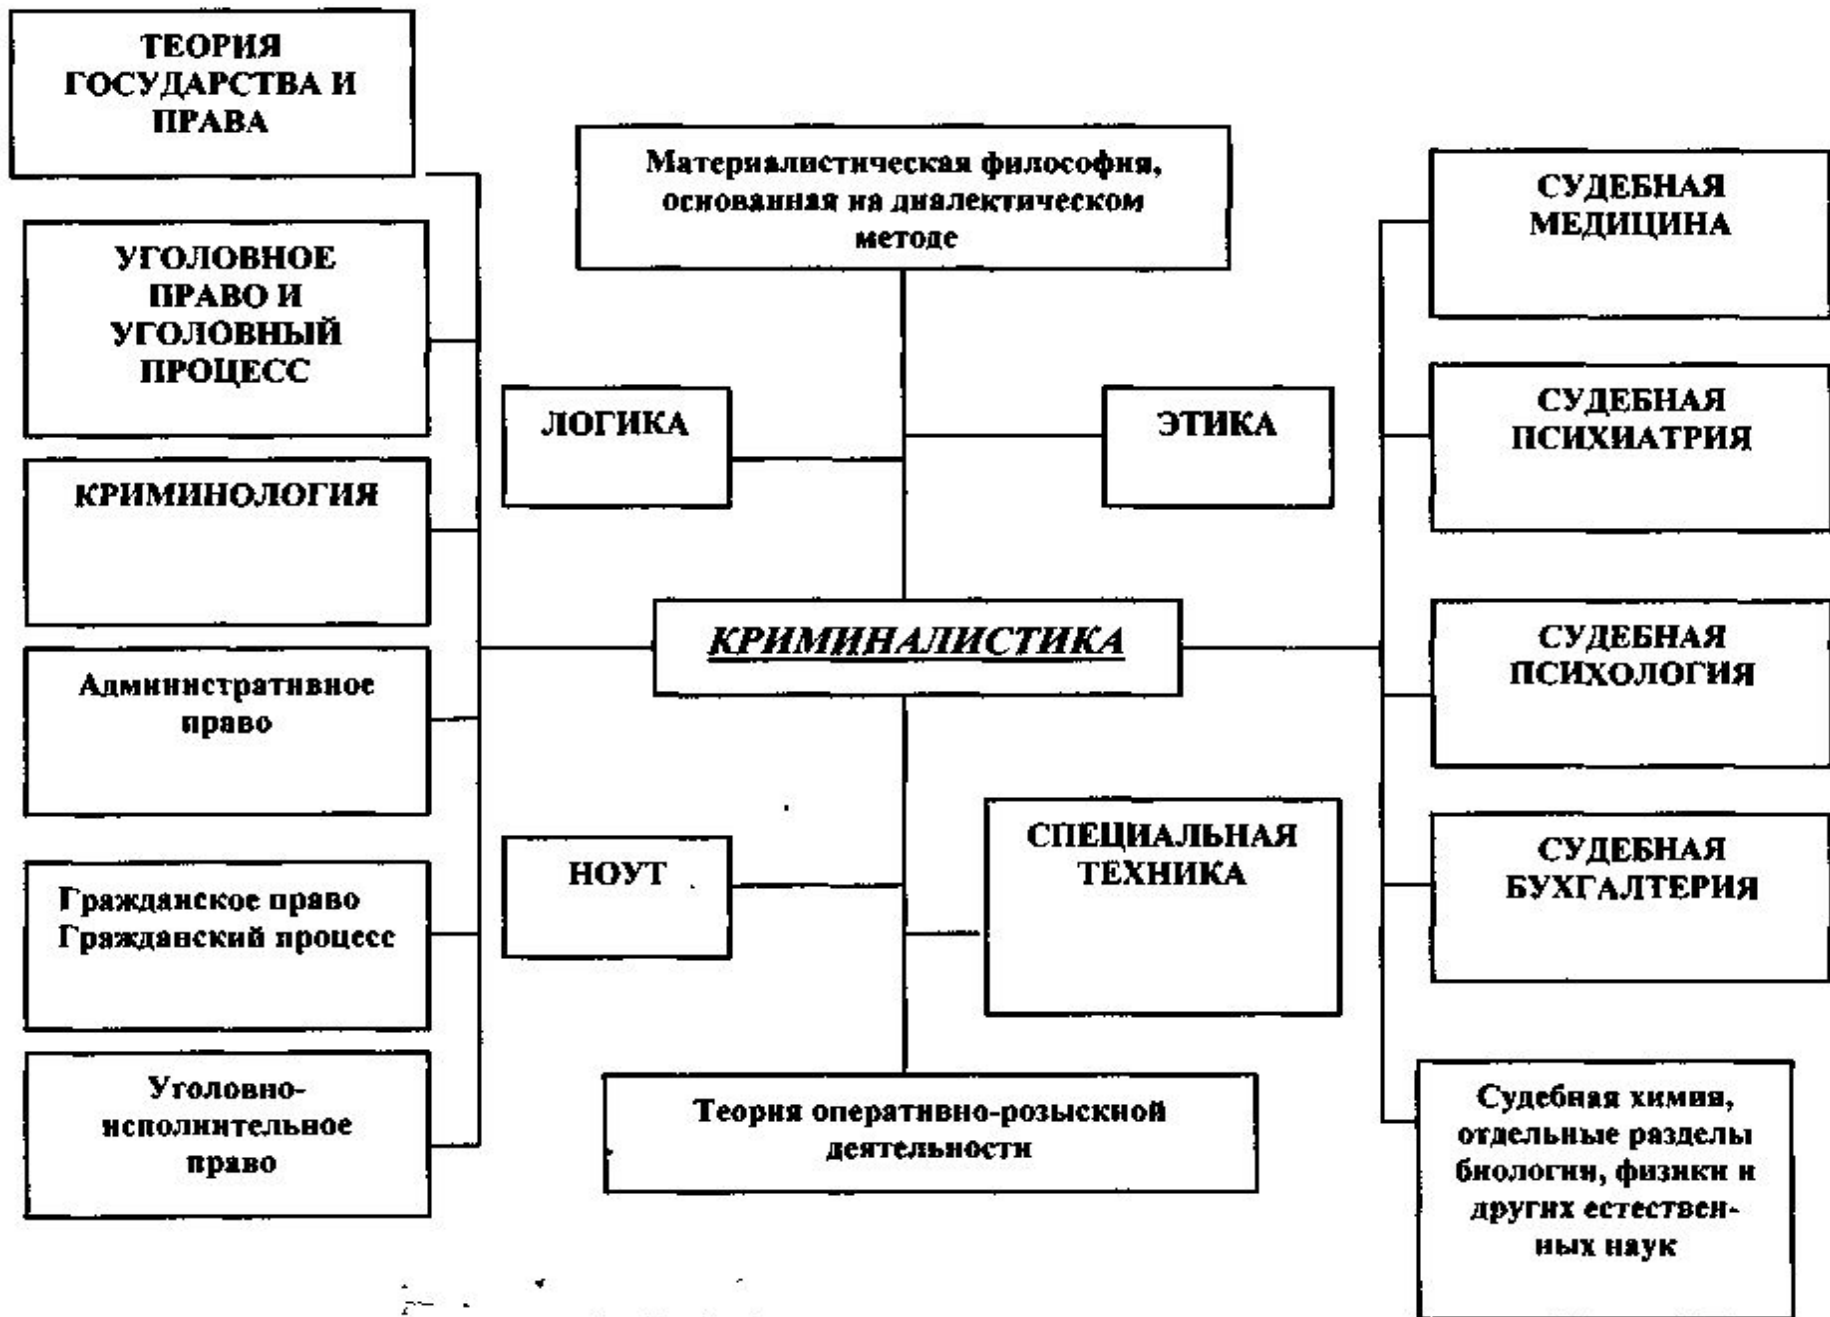 ТЕОРИЯ
ГОСУДАРСТВА И
ПРАВА
УГОЛОВНОЕ
ПРАВО И
УГОЛОВНЫЙ
ПРОЦЕСС
КРИМИНОЛОГИЯ
Административное
право
Гражданское право
Гражданский процесс
Уголовно-
исполнительное
право
Материалистическая философия,
основанная на диалектическом
методе
ЛОГИКА
ЭТИКА
КРИМИНАЛИСТИКА
НОУТ
СПЕЦИАЛЬНАЯ
ТЕХНИКА
Теория оперативно-розыскной
деятельности
СУДЕБНАЯ
МЕДИЦИНА
СУДЕБНАЯ
ПСИХИАТРИЯ
СУДЕБНАЯ
ПСИХОЛОГИЯ
СУДЕБНАЯ
БУХГАЛТЕРИЯ
Судебная химия,
отдельные разделы
биологии, физики и
других естествен-
ных наук